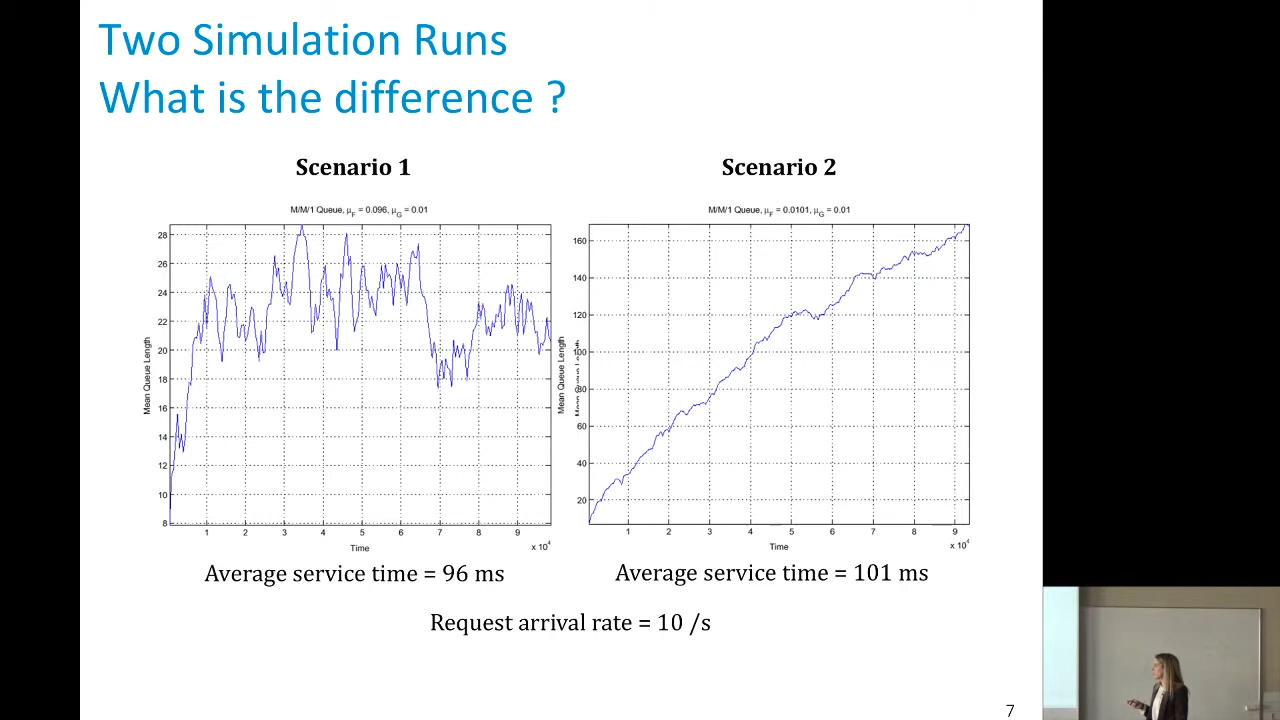 Two Simulation Runs
What is the difference ?
Scenario 1
M/M/1 Queue, μF = 0.096, μG = 0.01
Mean Queue Length
28
26
24
22
20
18
16
14
12
10
8
1 2 3 4 5 6 7 8 9
Time
x 10^4
Average service time = 96 ms
Scenario 2
M/M/1 Queue, μF = 0.0101, μG = 0.01
Mean Queue Length
160
140
120
100
80
60
40
20
1 2 3 4 5 6 7 8 9
Time
x 10^4
Average service time = 101 ms
Request arrival rate = 10 /s
7